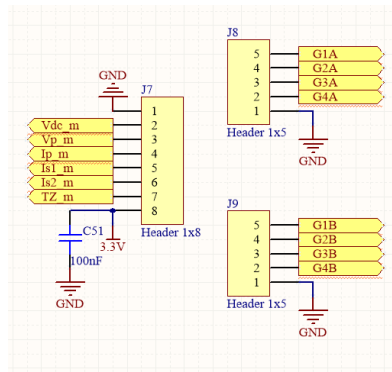 J7
GND
1
Vdc_m 2
Vp_m 3
Ip_m 4
Is1_m 5
Is2_m 6
TZ_m 7
8
C51
3.3V
Header 1x8
100nF
GND
J8
5 G1A
4 G2A
3 G3A
2 G4A
1
Header 1x5
GND
J9
5 G1B
4 G2B
3 G3B
2 G4B
1
Header 1x5
GND